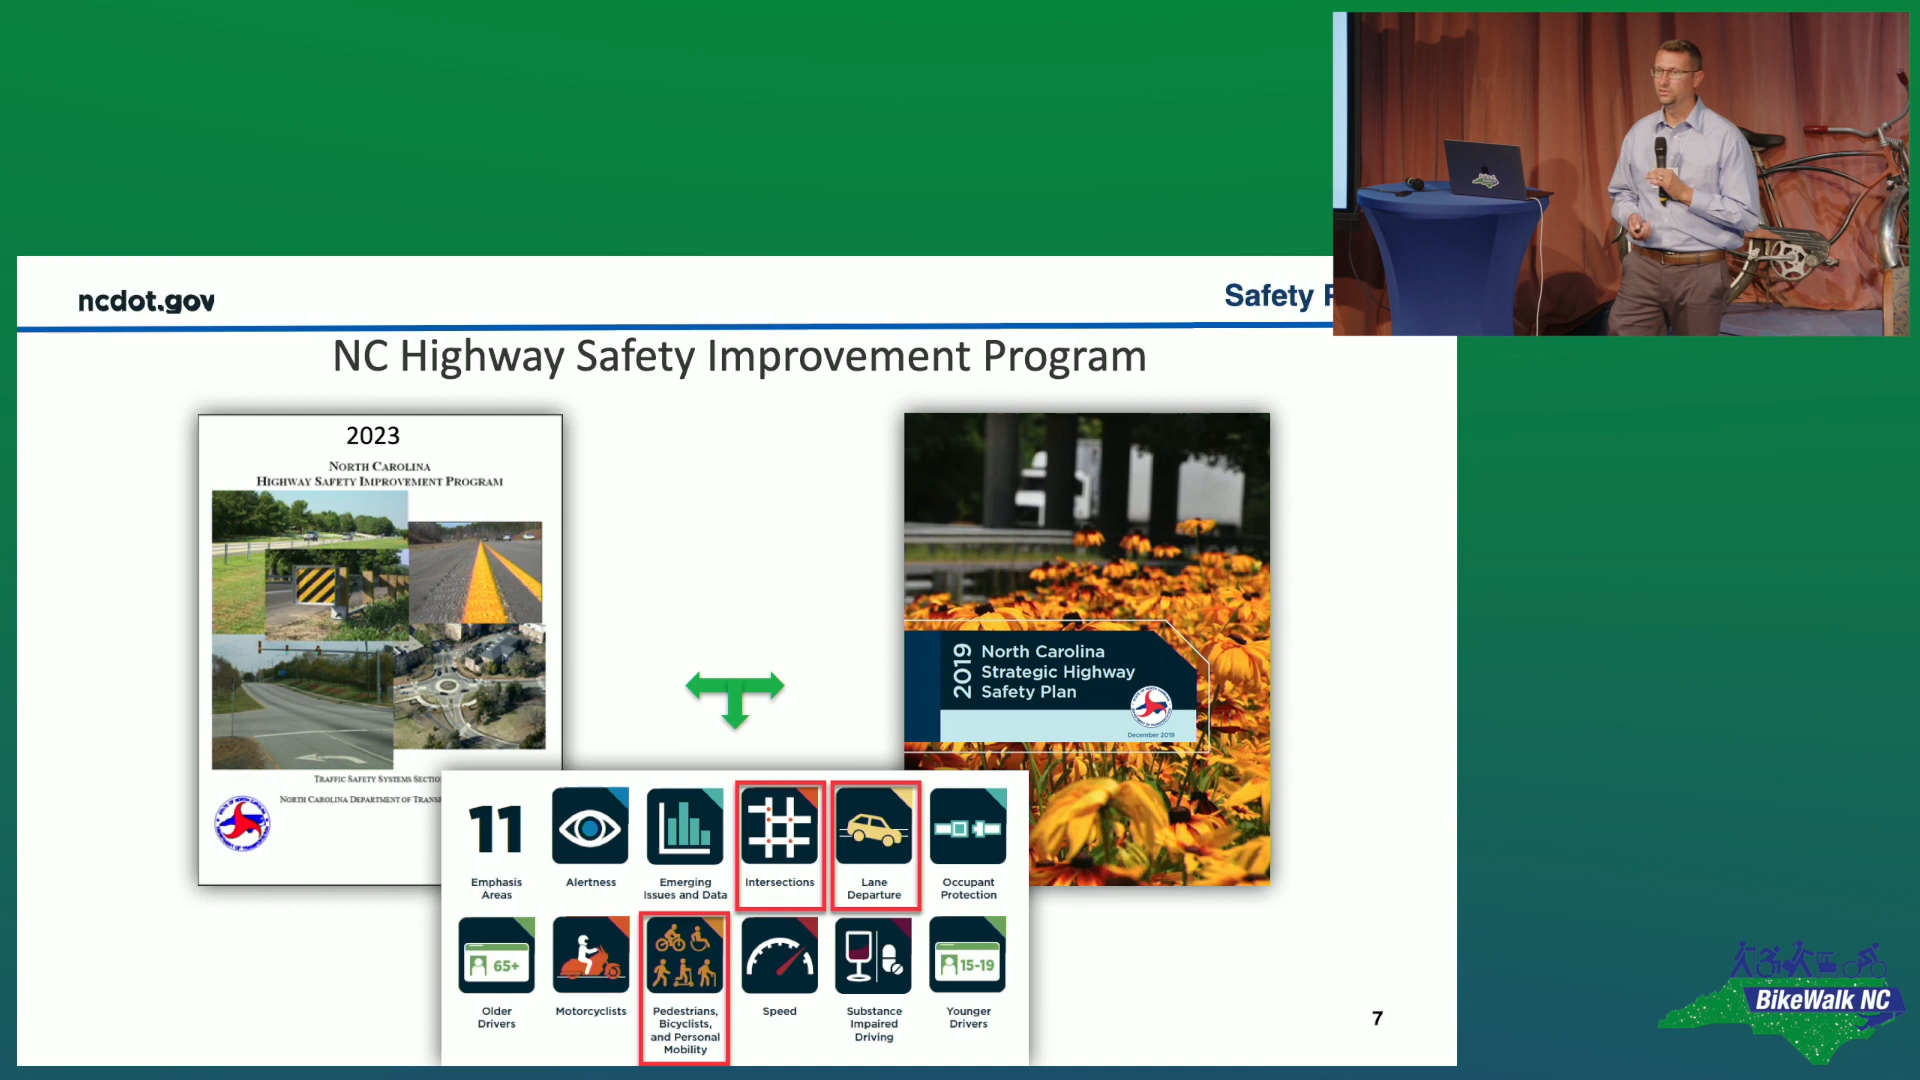 ncdot.gov
Safety
NC Highway Safety Improvement Program
2023
NORTH CAROLINA
HIGHWAY SAFETY IMPROVEMENT PROGRAM
TRAFFIC SAFETY SYSTEMS
NORTH CAROLINA DEPARTMENT OF
2019
North Carolina
Strategic Highway
Safety Plan
December 2019
11
Emphasis
Areas
Alertness
Emerging
Issues and Data
Intersections
Lane
Departure
Occupant
Protection
65+
Older
Drivers
Motorcyclists
Pedestrians,
Bicyclists,
and Personal
Mobility
Speed
Substance
Impaired
Driving
15-19
Younger
Drivers
7
BikeWalk NC